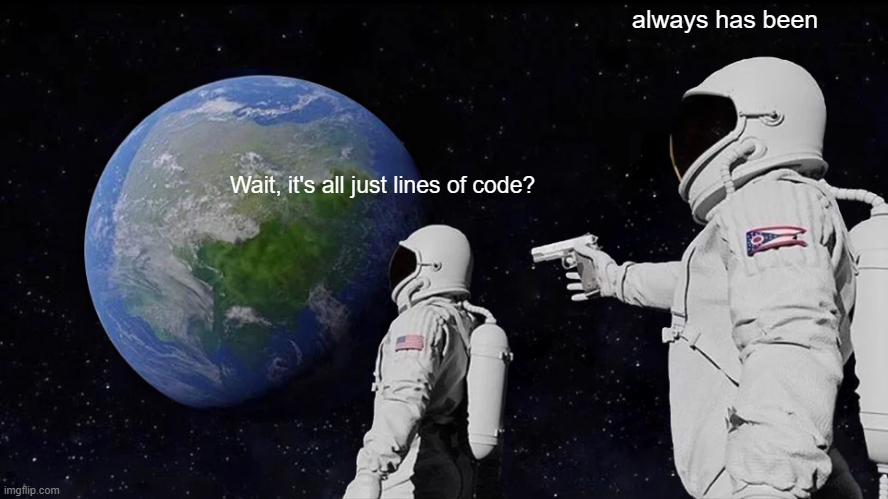 always has been
Wait, it's all just lines of code?
imgflip.com